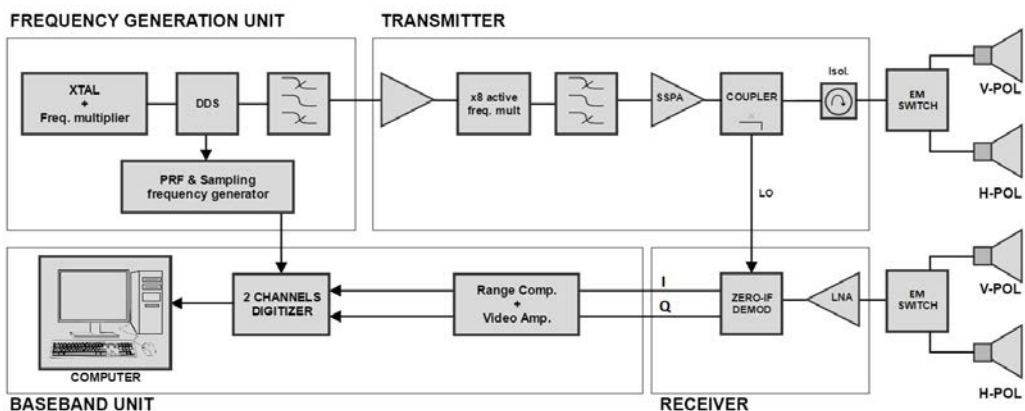 FREQUENCY GENERATION UNIT
TRANSMITTER
XTAL
+
Freq. multiplier
DDS
x8 active
freq. mult
SSPA
COUPLER
Isol.
EM
SWITCH
V-POL
H-POL
PRF & Sampling
frequency generator
LO
COMPUTER
2 CHANNELS
DIGITIZER
Range Comp.
+
Video Amp.
I
Q
ZERO-IF
DEMOD
LNA
EM
SWITCH
V-POL
H-POL
BASEBAND UNIT
RECEIVER